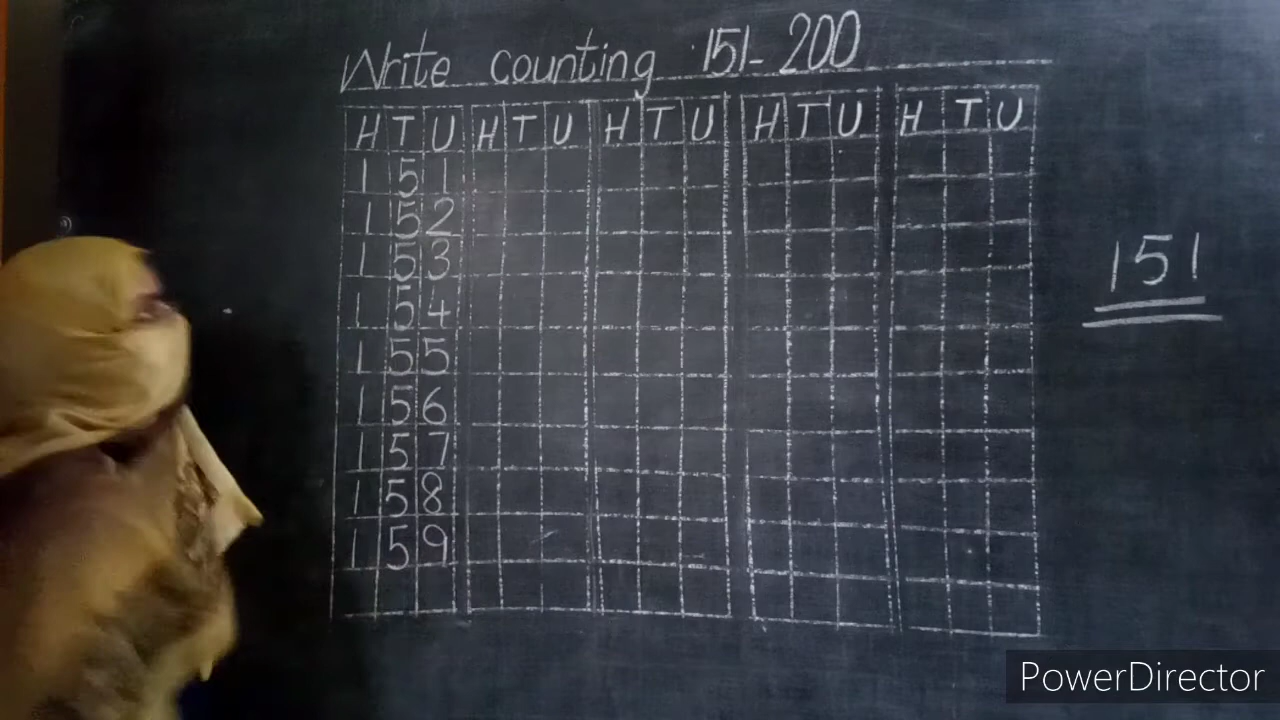 Write counting 151-200
H T U H T U H T U H T U H T U
1 5 1
1 5 2
1 5 3
1 5 4
1 5 5
1 5 6
1 5 7
1 5 8
1 5 9
151
PowerDirector